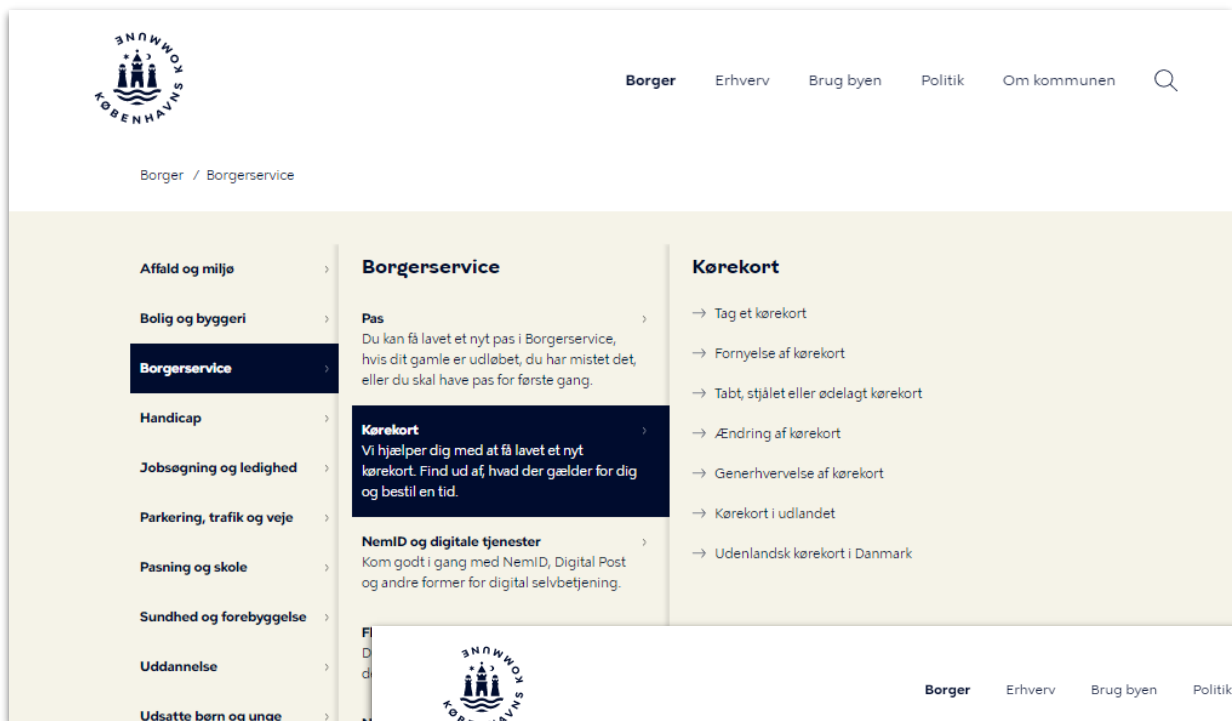 KØBENHAVNS KOMMUNE
Borger
Erhverv
Brug byen
Politik
Om kommunen
Borger / Borgerservice
Affald og miljø
Bolig og byggeri
Borgerservice
Handicap
Jobsøgning og ledighed
Parkering, trafik og veje
Pasning og skole
Sundhed og forebyggelse
Uddannelse
Udsatte børn og unge
Borgerservice
Pas
Du kan få lavet et nyt pas i Borgerservice,
hvis dit gamle er udløbet, du har mistet det,
eller du skal have pas for første gang.
Kørekort
Vi hjælper dig med at få lavet et nyt
kørekort. Find ud af, hvad der gælder for dig
og bestil en tid.
NemID og digitale tjenester
Kom godt i gang med NemID, Digital Post
og andre former for digital selvbetjening.
Kørekort
Tag et kørekort
Fornyelse af kørekort
Tabt, stjålet eller ødelagt kørekort
Ændring af kørekort
Generhvervelse af kørekort
Kørekort i udlandet
Udenlandsk kørekort i Danmark
KØBENHAVNS KOMMUNE
Borger
Erhverv
Brug byen
Politik